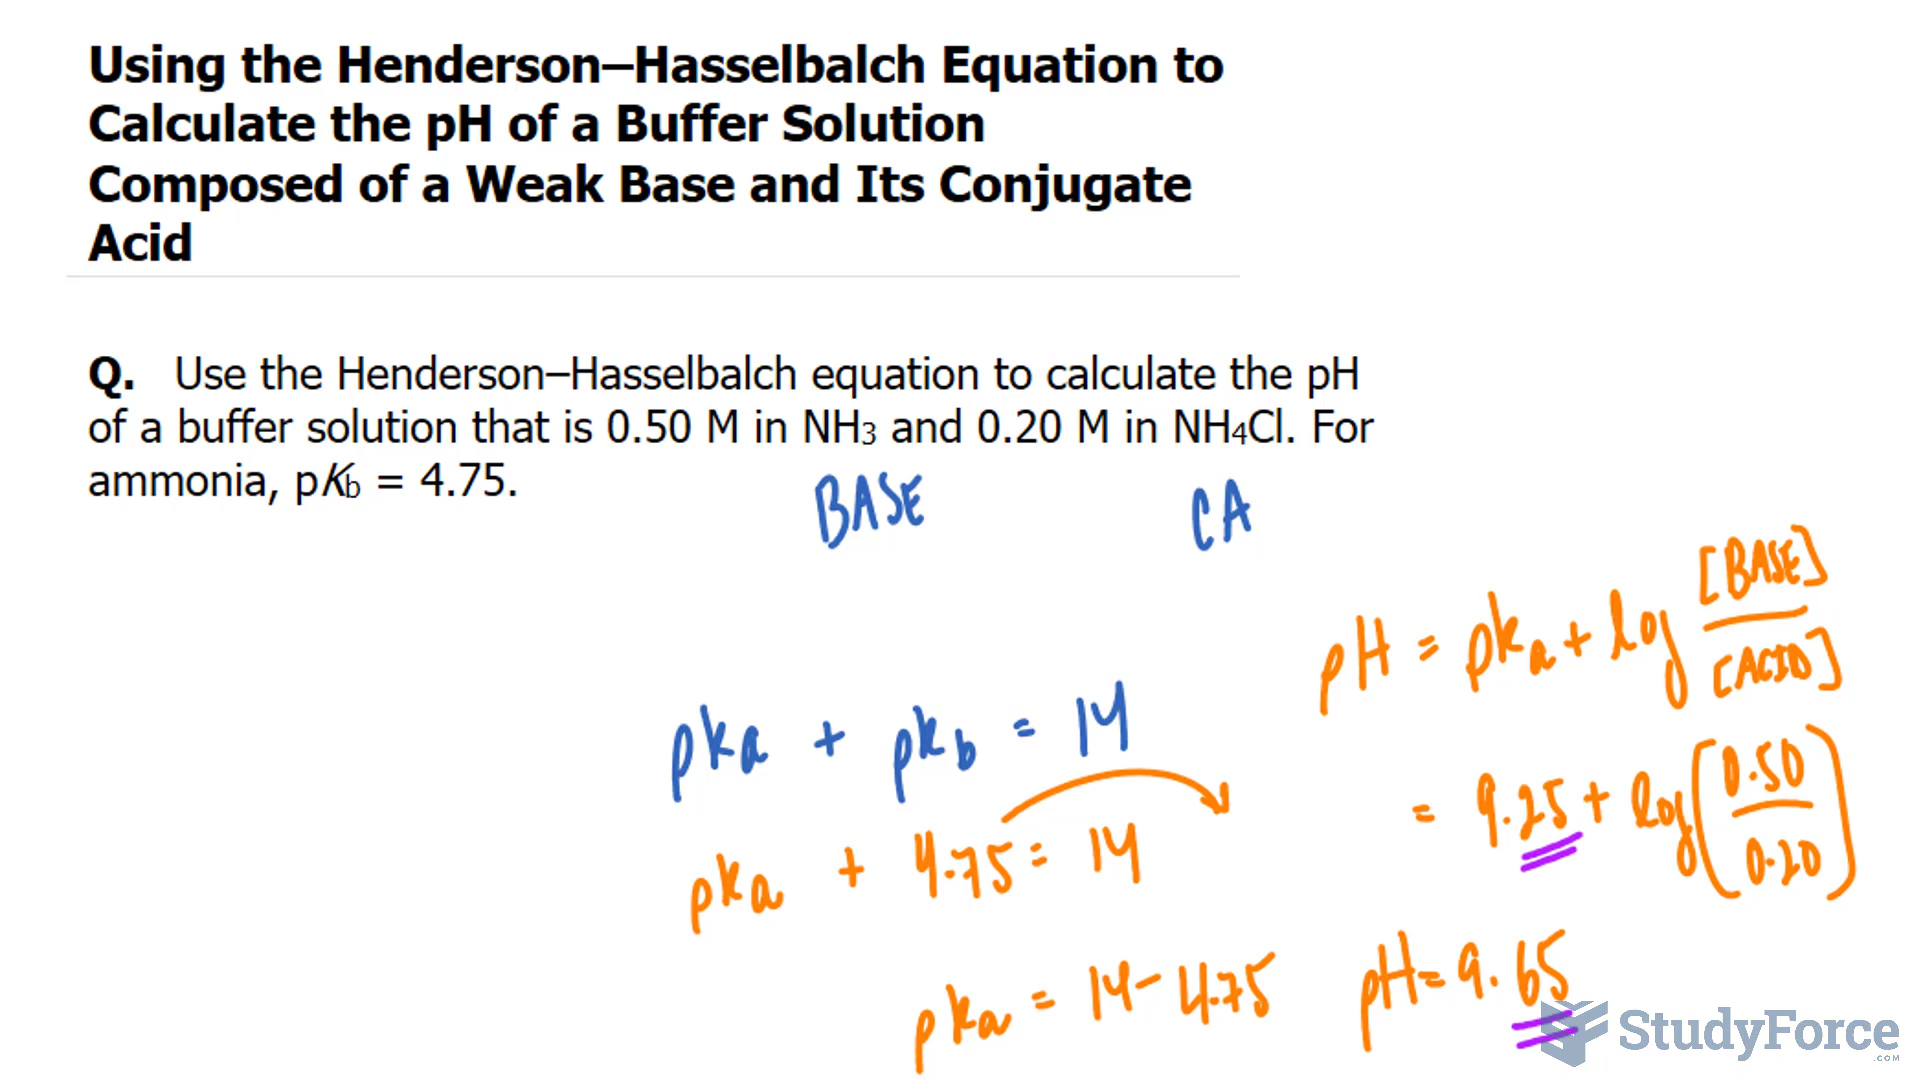 Using the Henderson–Hasselbalch Equation to
Calculate the pH of a Buffer Solution
Composed of a Weak Base and Its Conjugate
Acid
Q. Use the Henderson–Hasselbalch equation to calculate the pH
of a buffer solution that is 0.50 M in NH3 and 0.20 M in NH4Cl. For
ammonia, pKb = 4.75.
BASE CA
pka + pkb = 14
pka + 4.75 = 14
pka = 14 - 4.75
pH = pka + log [BASE]/[ACID]
= 9.25 + log(0.50/0.20)
pH = 9.65
StudyForce
.COM